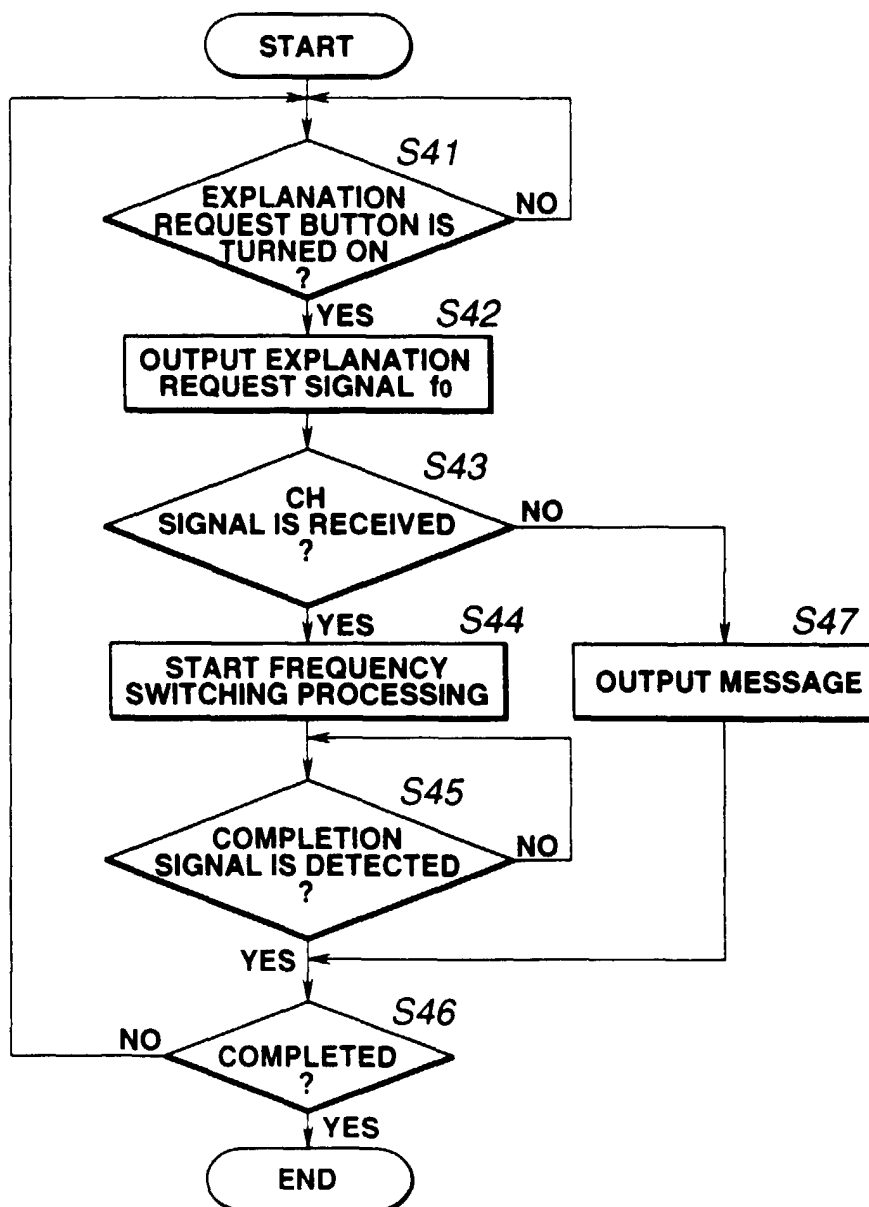 START
S41
EXPLANATION
REQUEST BUTTON IS
TURNED ON
?
NO
YES
S42
OUTPUT EXPLANATION
REQUEST SIGNAL f0
S43
CH
SIGNAL IS RECEIVED
?
NO
YES
S44
START FREQUENCY
SWITCHING PROCESSING
S47
OUTPUT MESSAGE
S45
COMPLETION
SIGNAL IS DETECTED
?
NO
YES
S46
COMPLETED
?
NO
YES
END